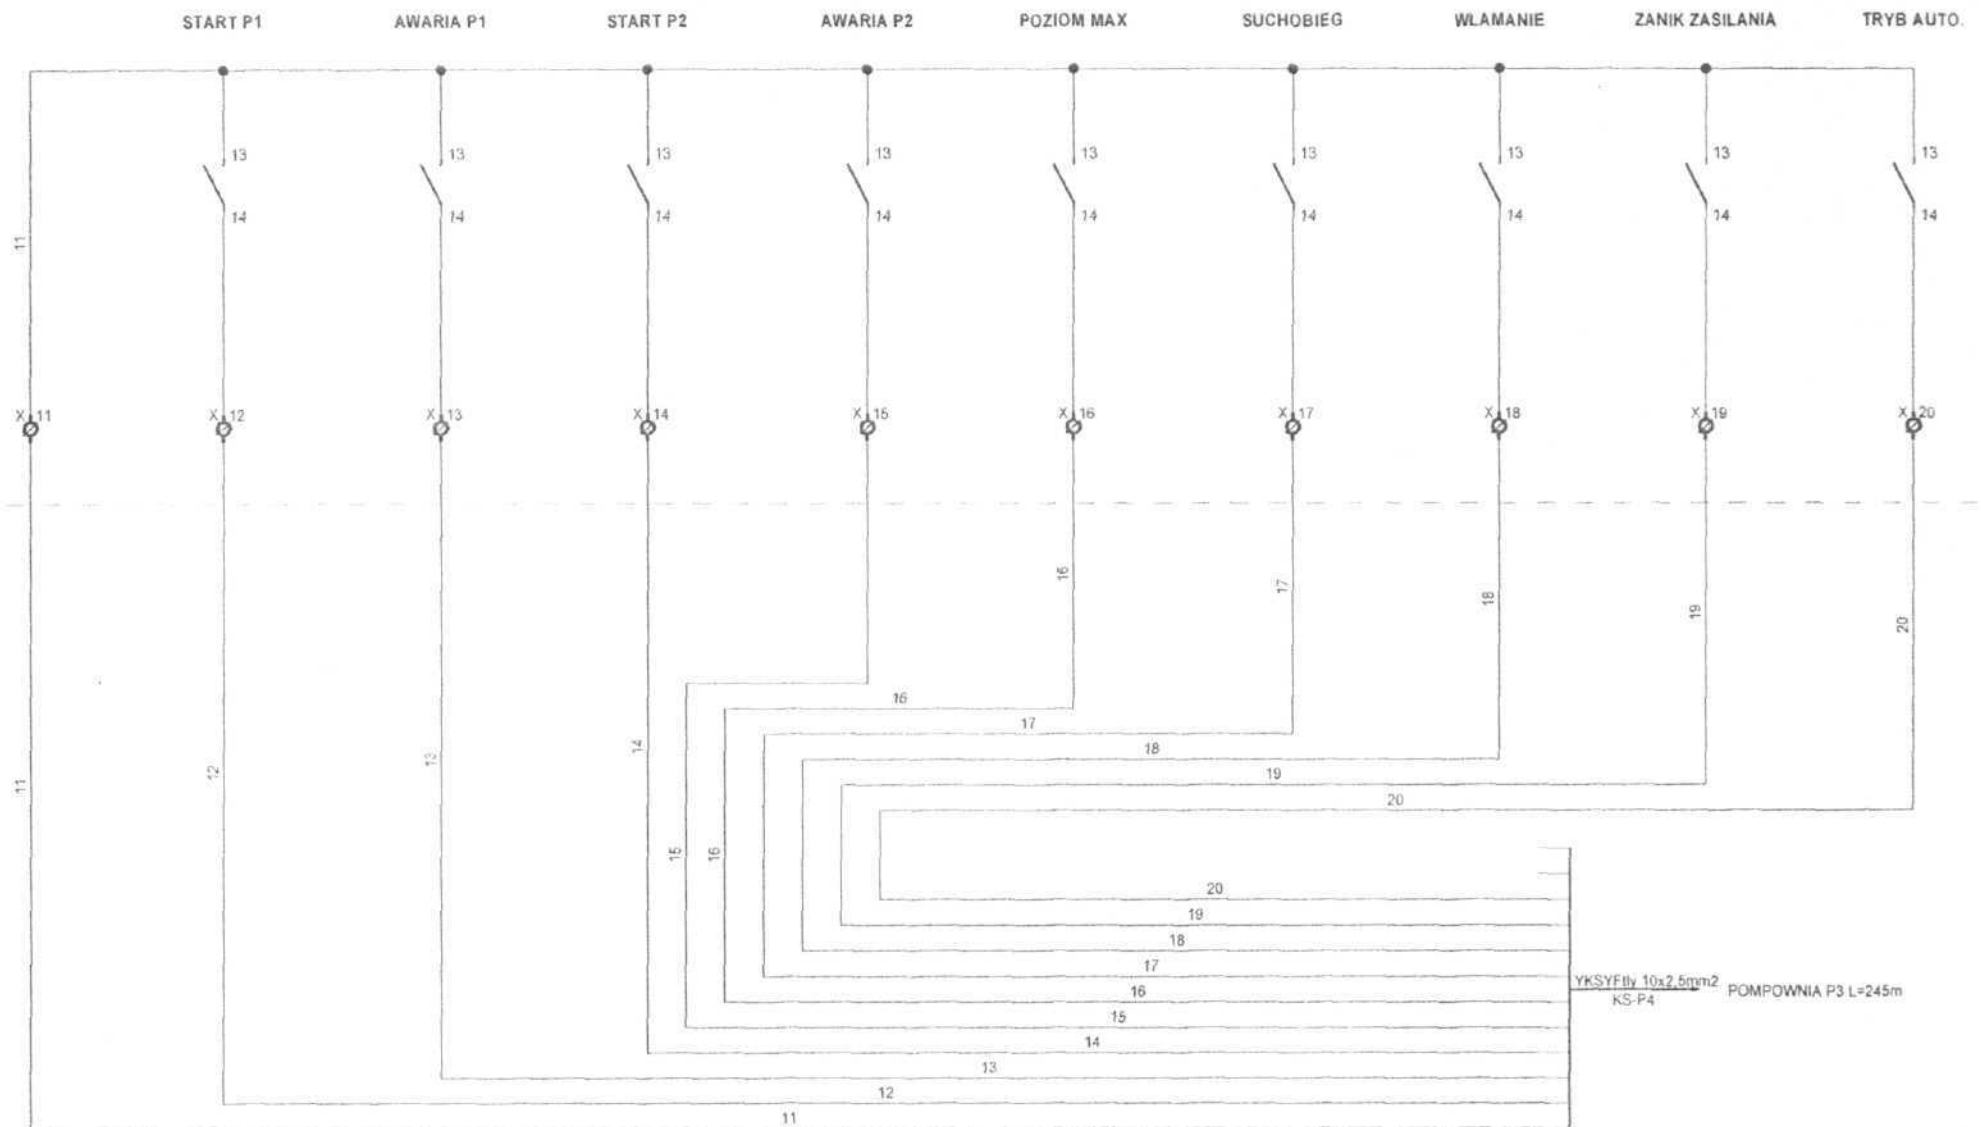 START P1 AWARIA P1 START P2 AWARIA P2 POZIOM MAX SUCHOBIEG WLAMANIE ZANIK ZASILANIA TRYB AUTO.
13 13 13 13 13 13 13 13 13
14 14 14 14 14 14 14 14 14
11
X 11 X 12 X 13 X 14 X 15 X 16 X 17 X 18 X 19 X 20
16 17 18 19 20
16
17
14
18
13
12
11
19
20
15 16
20
19
18
17
YKSYFtly 10x2,5mm2
16
POMPOWNIA P3 L=245m
KS-P4
15
14
13
12
11